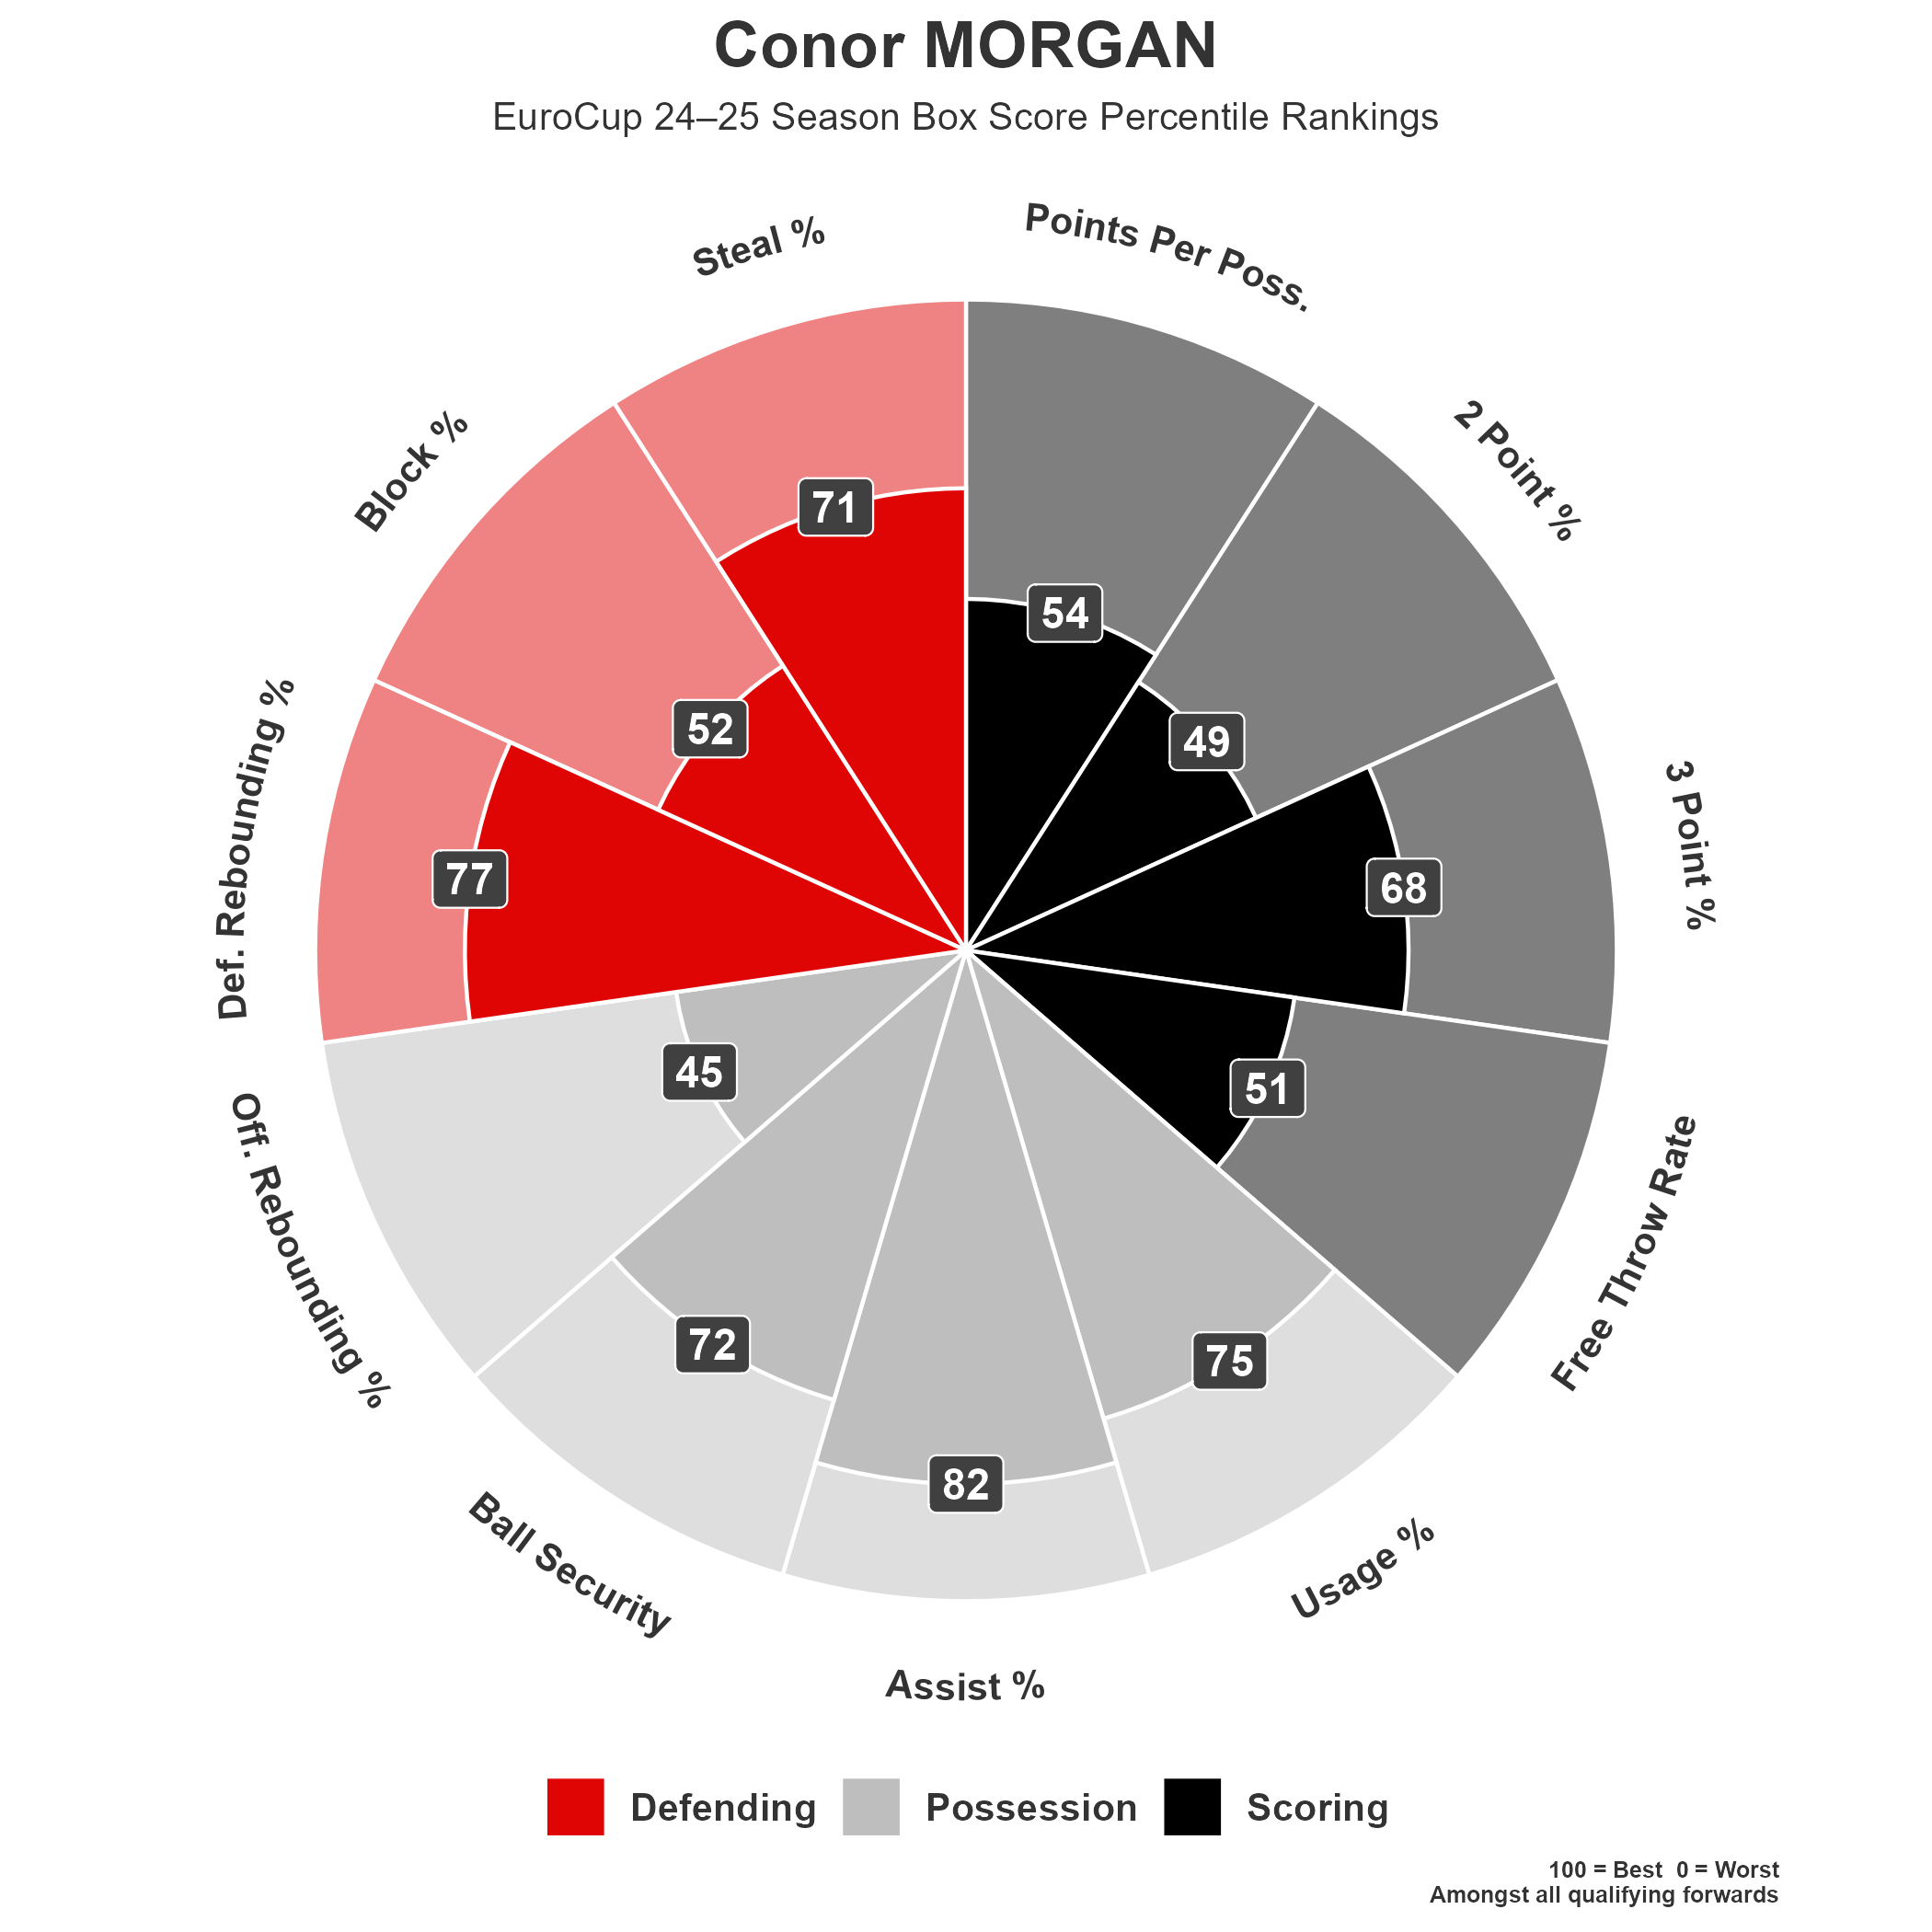 Conor MORGAN
EuroCup 24–25 Season Box Score Percentile Rankings
Points Per Poss.
54
2 Point %
49
3 Point %
68
Free Throw Rate
51
Usage %
75
Assist %
82
Ball Security
72
Off. Rebounding %
45
Def. Rebounding %
77
Block %
52
Steal %
71
Defending
Possession
Scoring
100 = Best  0 = Worst
Amongst all qualifying forwards